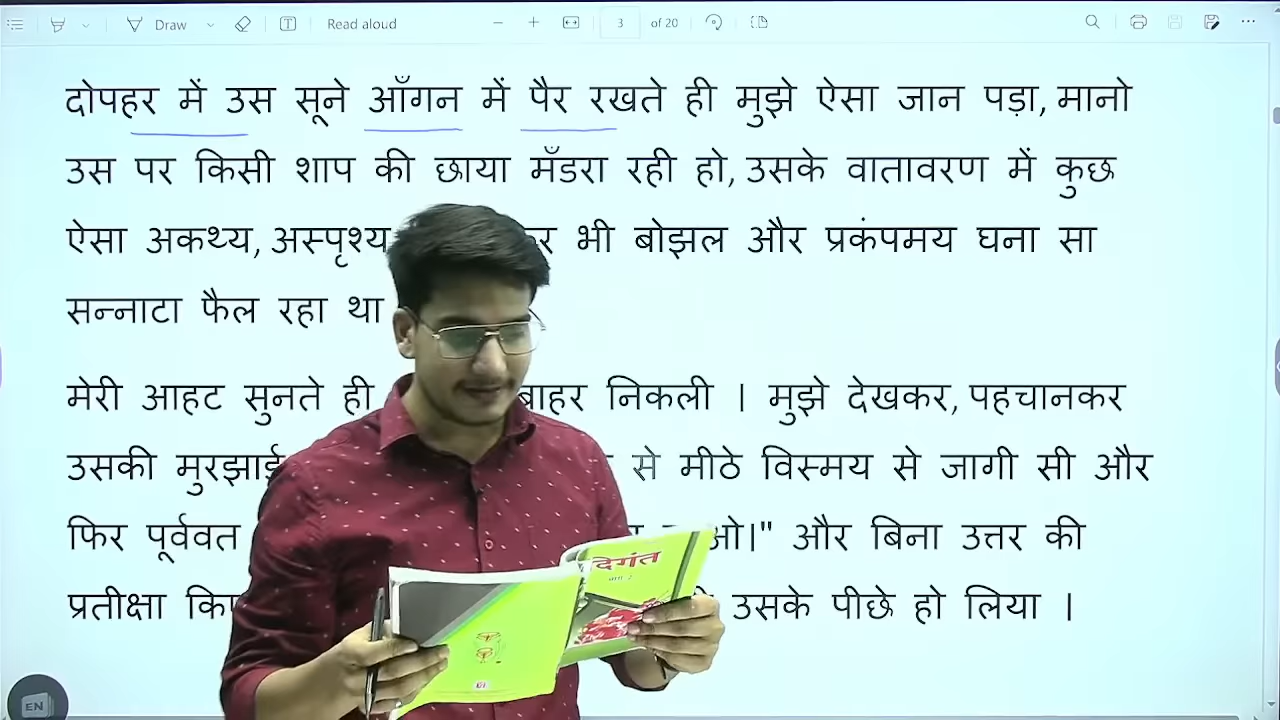 Draw
Read aloud
3 of 20
दोपहर में उस सूने आँगन में पैर रखते ही मुझे ऐसा जान पड़ा, मानो
उस पर किसी शाप की छाया मँडरा रही हो, उसके वातावरण में कुछ
ऐसा अकथ्य, अस्पृश्य भी बोझल और प्रकंपमय घना सा
सन्नाटा फैल रहा था
मेरी आहट सुनते ही बाहर निकली । मुझे देखकर, पहचानकर
उसकी मुरझाई से मीठे विस्मय से जागी सी और
फिर पूर्ववत ओ।" और बिना उत्तर की
प्रतीक्षा उसके पीछे हो लिया ।
दिगंत
भाग-2
EN